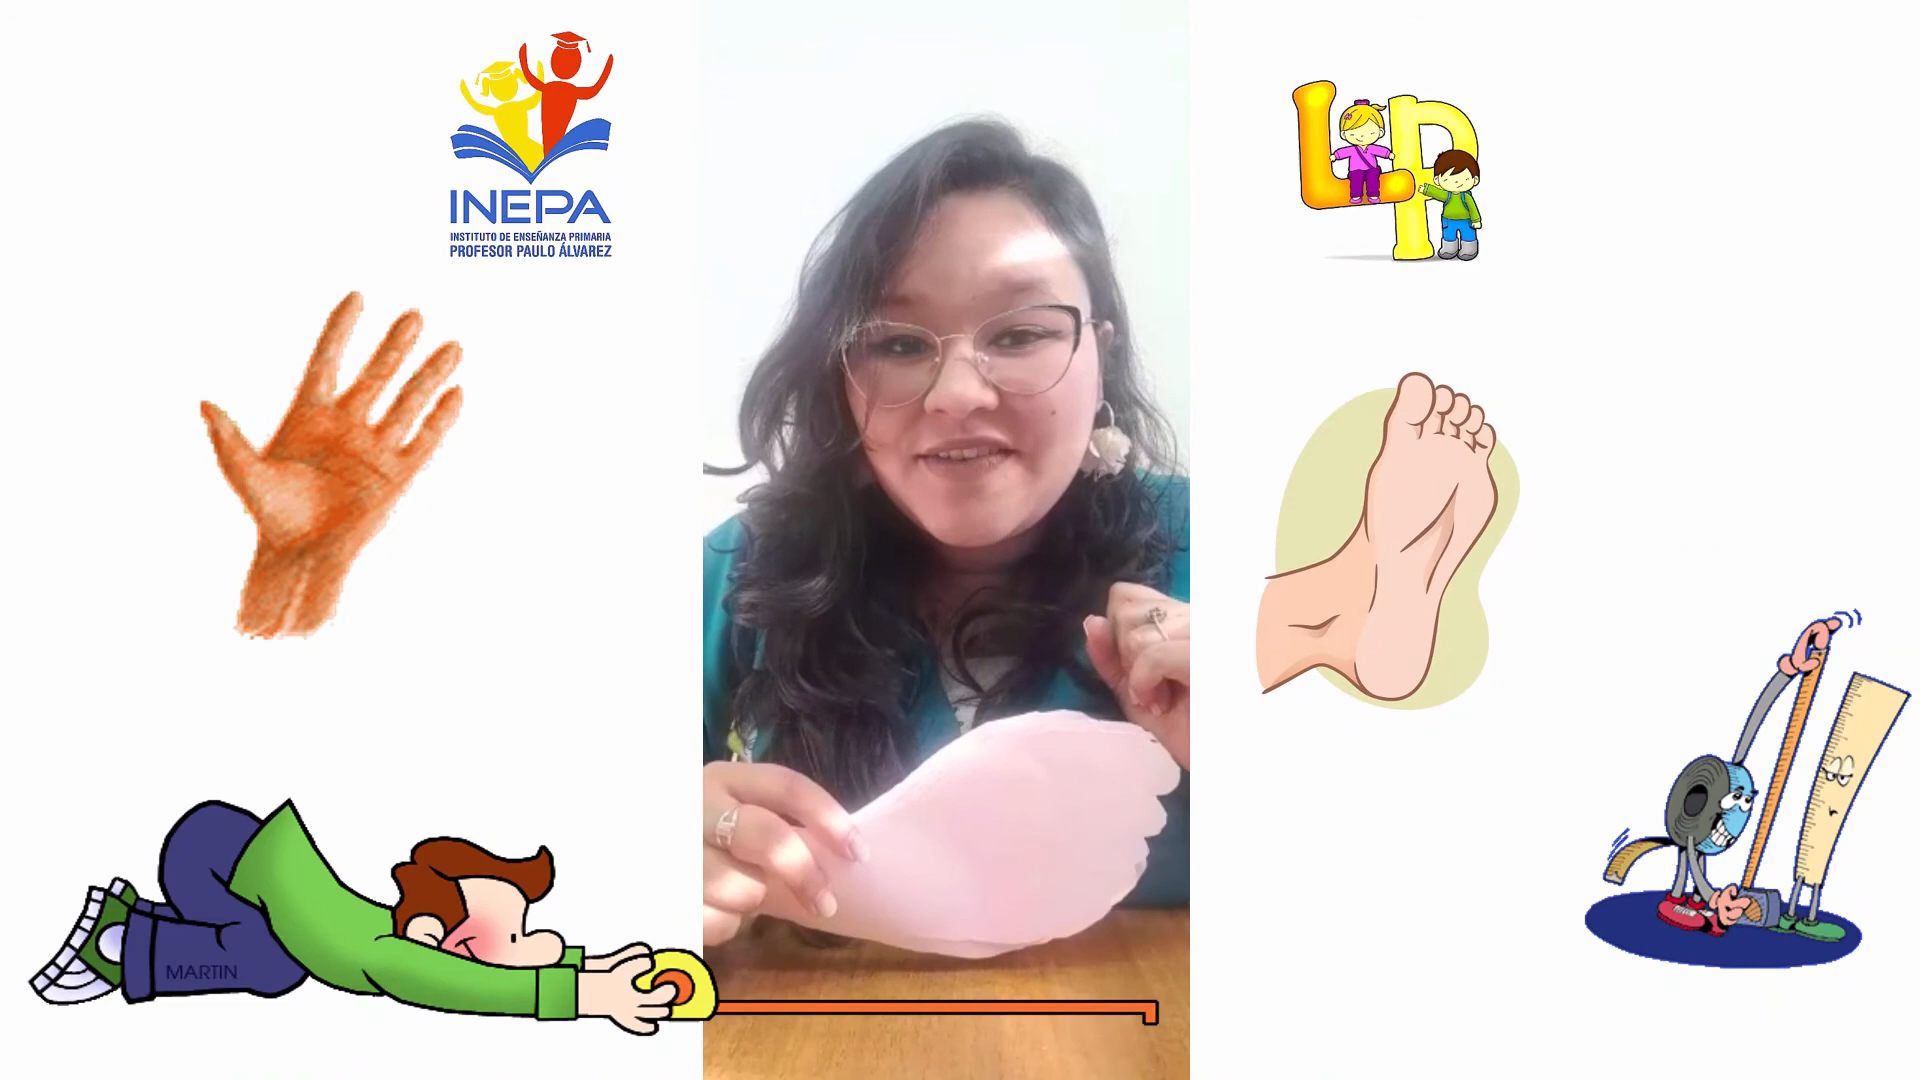 INEPA
INSTITUTO DE ENSEÑANZA PRIMARIA
PROFESOR PAULO ÁLVAREZ
LP
MARTIN